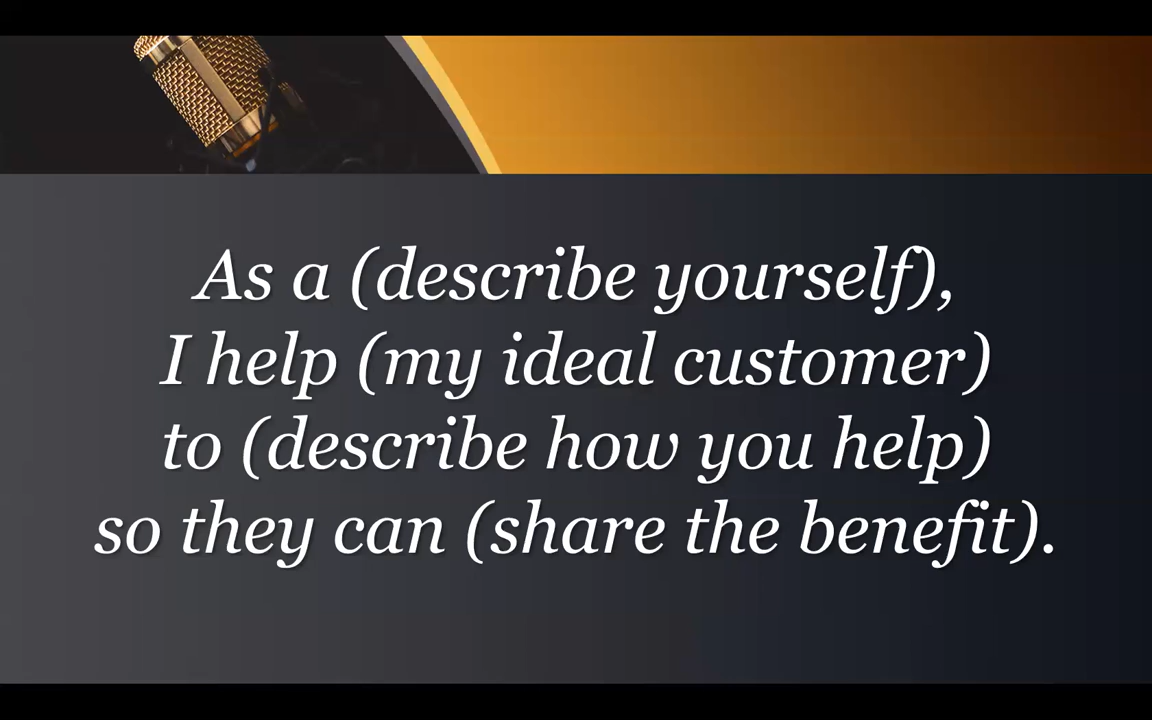 As a (describe yourself),
I help (my ideal customer)
to (describe how you help)
so they can (share the benefit).